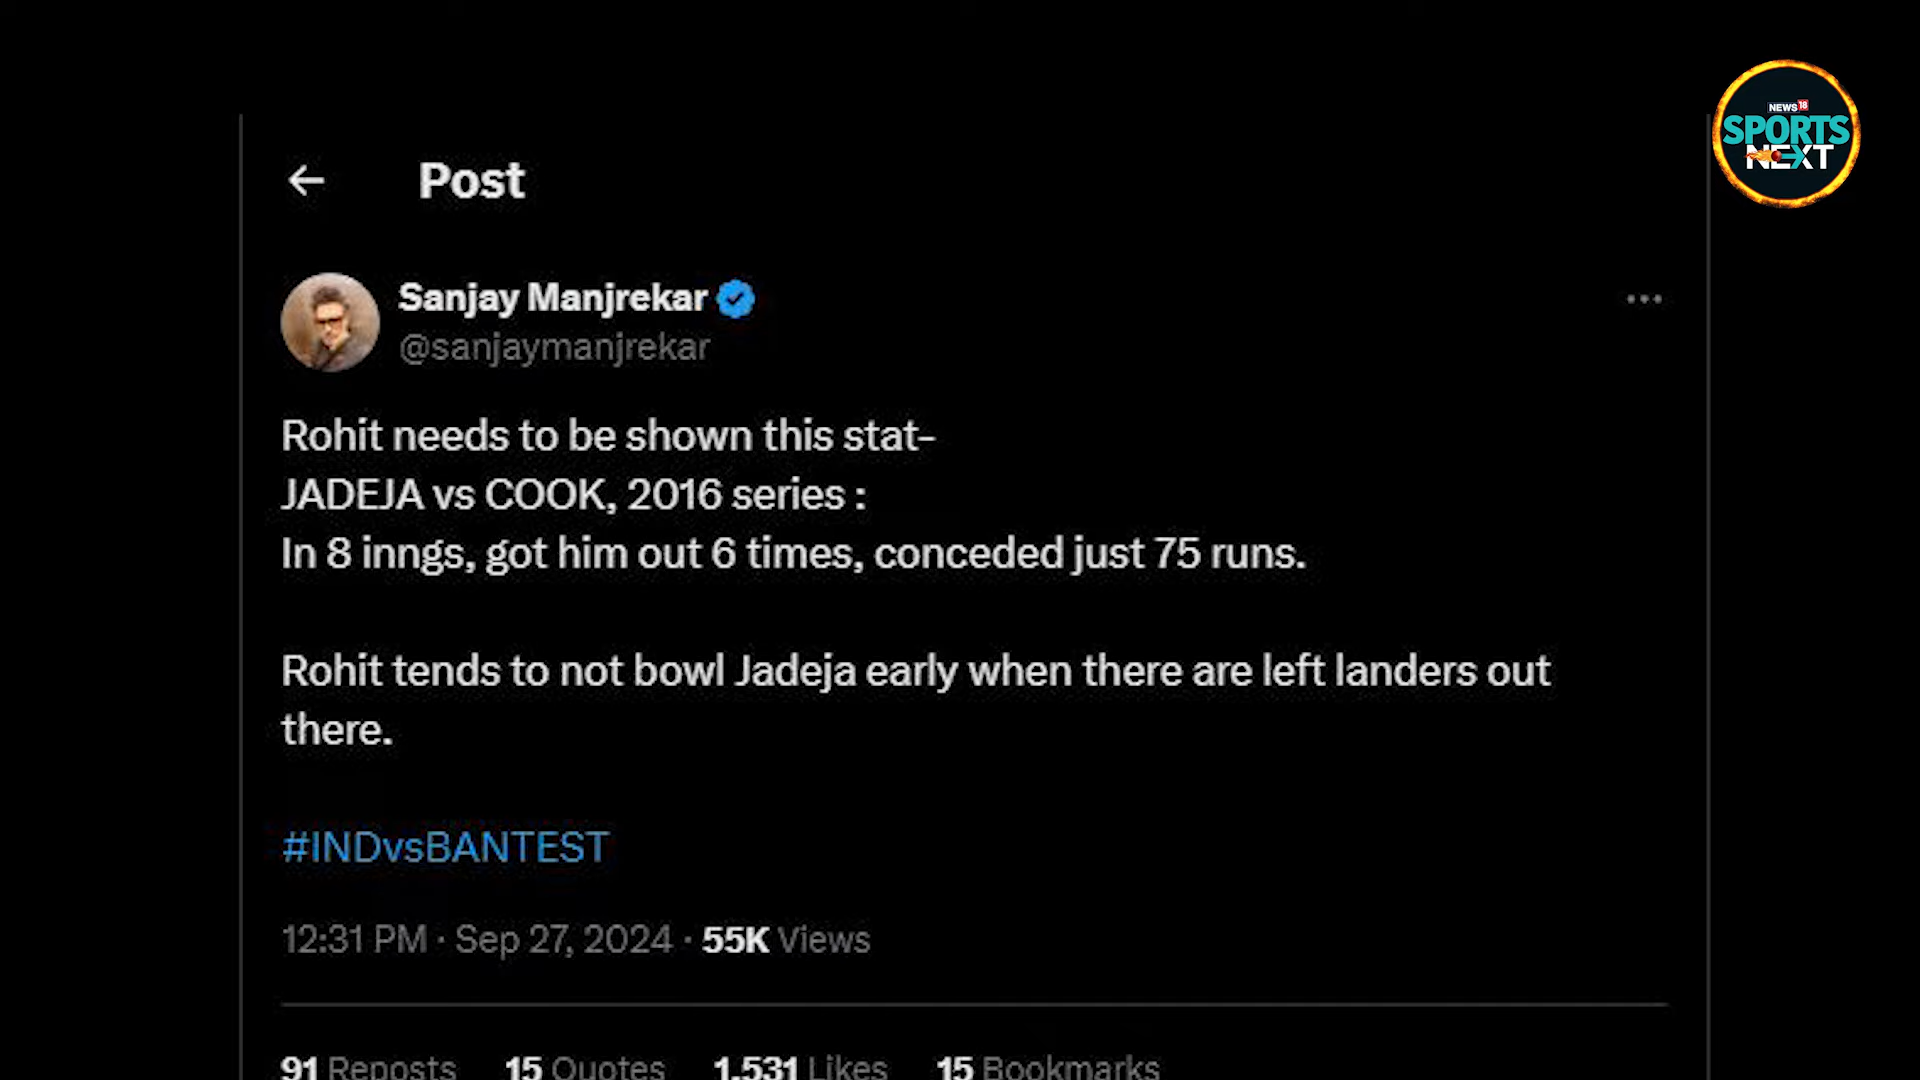 NEWS18
SPORTS
NEXT
Post
Sanjay Manjrekar
@sanjaymanjrekar
Rohit needs to be shown this stat-
JADEJA vs COOK, 2016 series :
In 8 inngs, got him out 6 times, conceded just 75 runs.
Rohit tends to not bowl Jadeja early when there are left landers out
there.
#INDvsBANTEST
12:31 PM · Sep 27, 2024 · 55K Views
91 Reposts 15 Quotes 1,531 Likes 15 Bookmarks